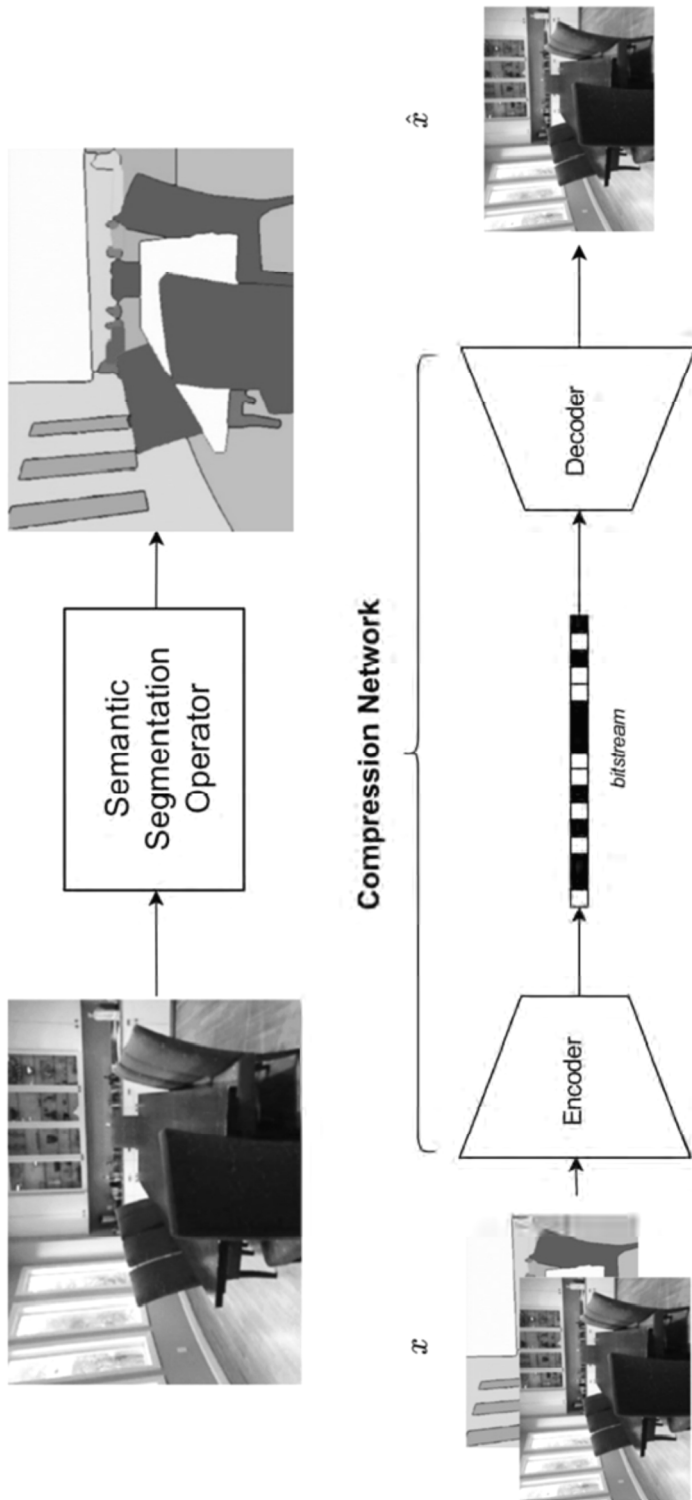 Semantic
Segmentation
Operator
Compression Network
x
Encoder
bitstream
Decoder
x̂